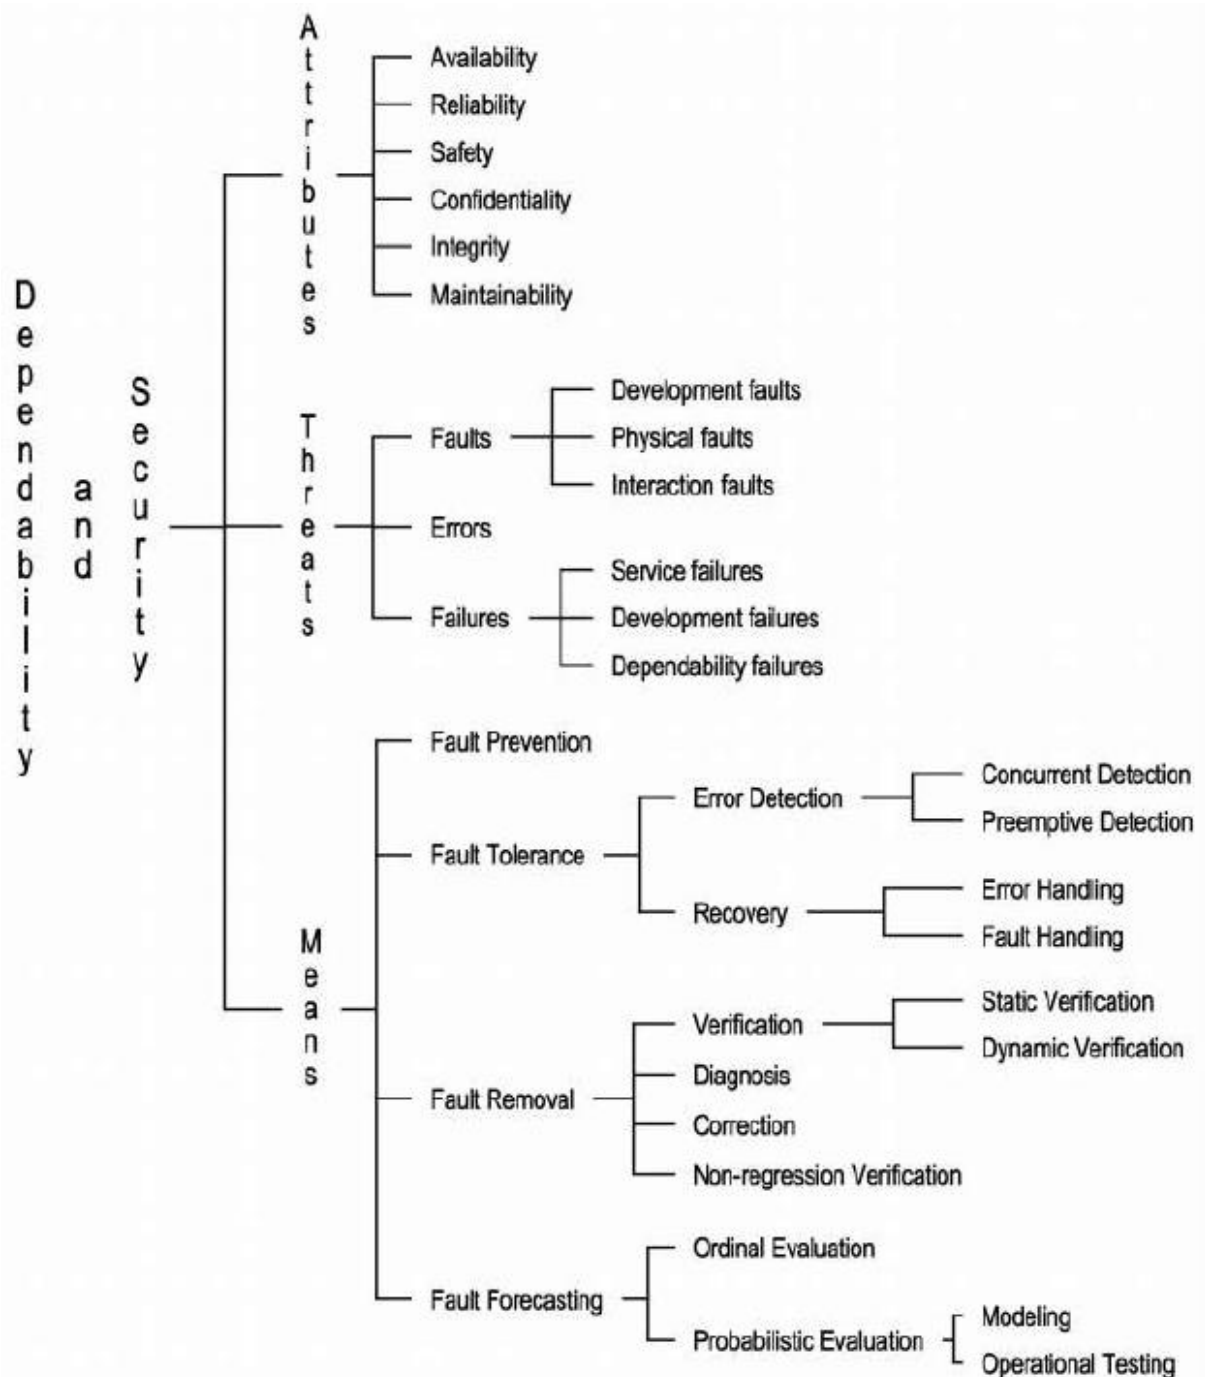 Dependability
and
Security
Attributes
Availability
Reliability
Safety
Confidentiality
Integrity
Maintainability
Threats
Faults
Development faults
Physical faults
Interaction faults
Errors
Failures
Service failures
Development failures
Dependability failures
Means
Fault Prevention
Fault Tolerance
Error Detection
Concurrent Detection
Preemptive Detection
Recovery
Error Handling
Fault Handling
Fault Removal
Verification
Static Verification
Dynamic Verification
Diagnosis
Correction
Non-regression Verification
Fault Forecasting
Ordinal Evaluation
Probabilistic Evaluation
Modeling
Operational Testing